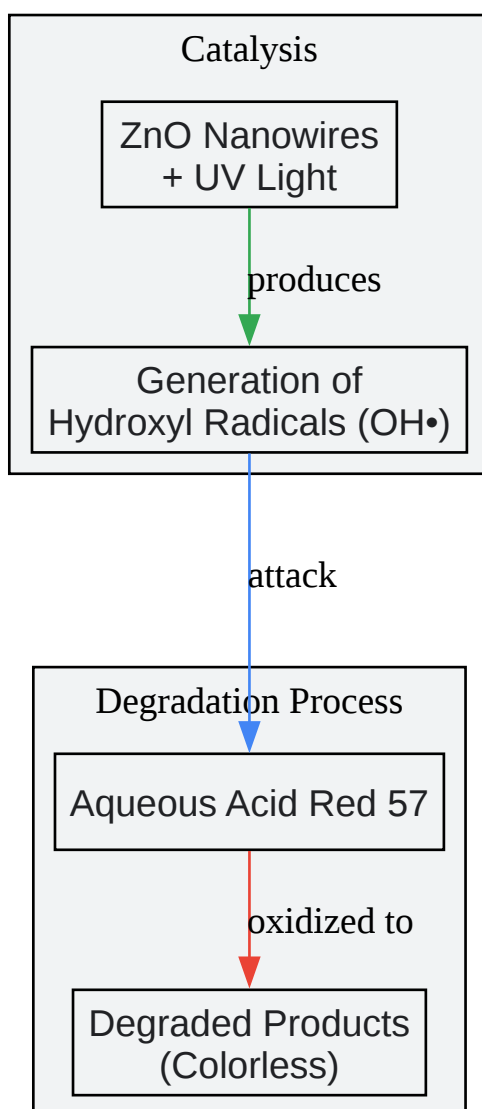 Catalysis
ZnO Nanowires
+ UV Light
produces
Generation of
Hydroxyl Radicals (OH•)
attack
Degradation Process
Aqueous Acid Red 57
oxidized to
Degraded Products
(Colorless)